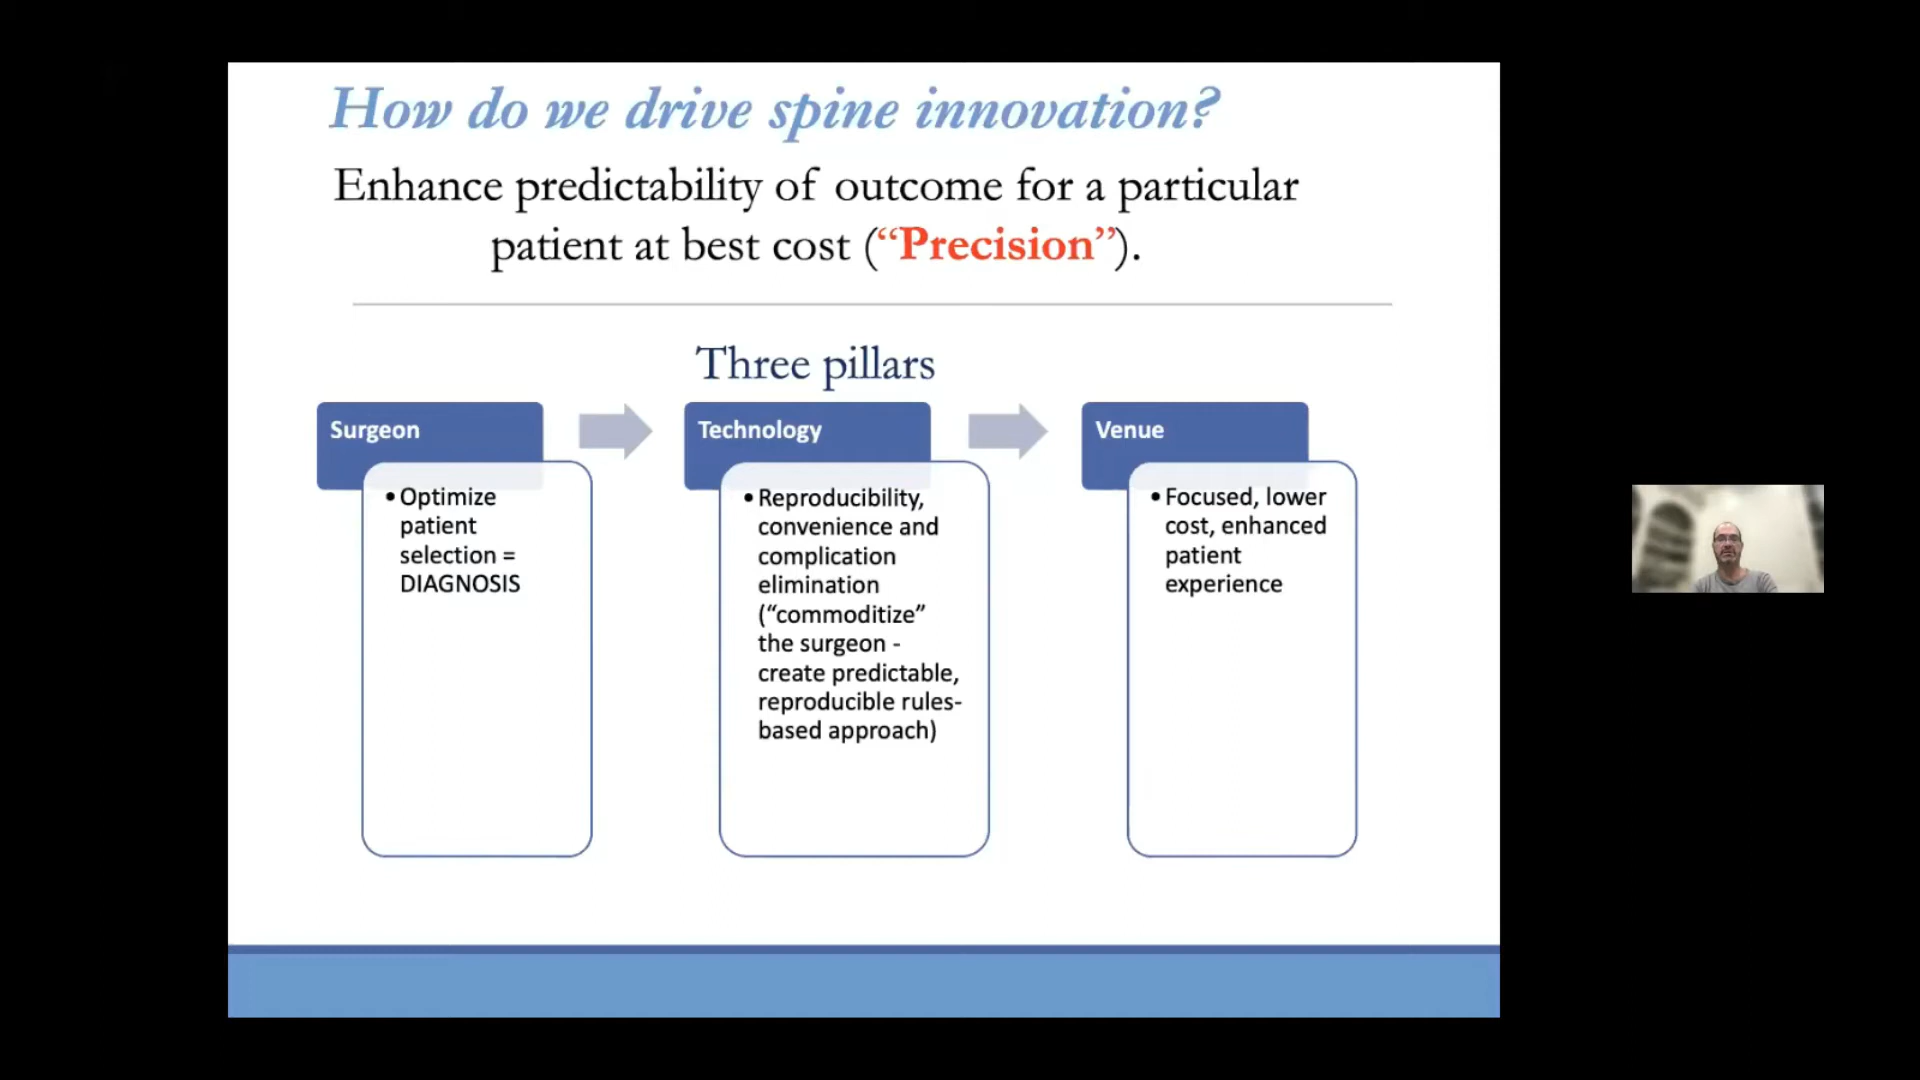 How do we drive spine innovation?
Enhance predictability of outcome for a particular
patient at best cost (“Precision”).
Three pillars
Surgeon
• Optimize
patient
selection =
DIAGNOSIS
Technology
• Reproducibility,
convenience and
complication
elimination
(“commoditize”
the surgeon -
create predictable,
reproducible rules-
based approach)
Venue
• Focused, lower
cost, enhanced
patient
experience